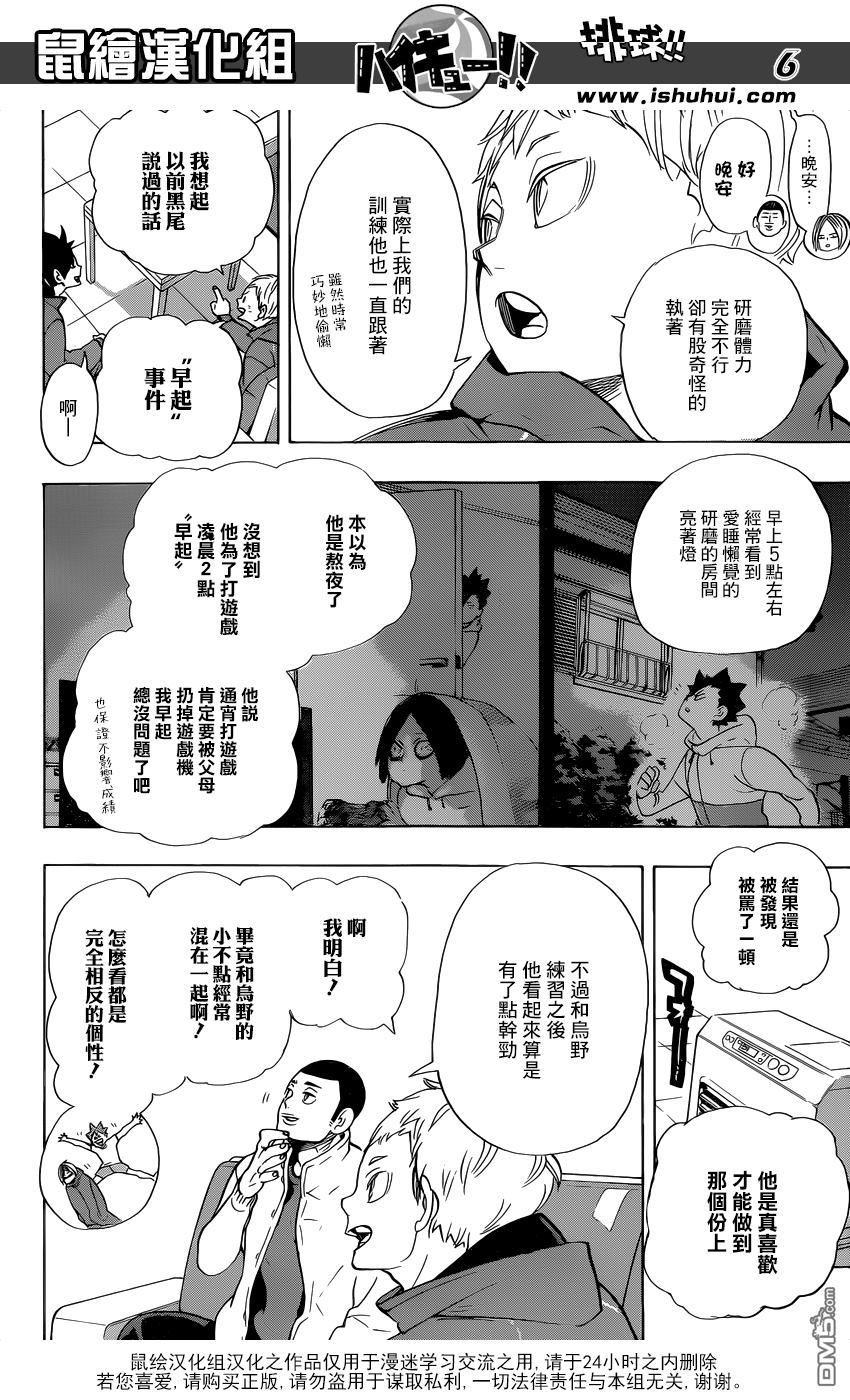 鼠繪漢化組
ハイキュー!!
排球!!
6
www.ishuhui.com
…晚安…
好
晚安
研磨體力
完全不行
卻有股奇怪的
執著
實際上我們的
訓練他也一直跟著
雖然時常
巧妙地偷懶
我想起
以前黑尾
説過的話
"早起"
事件
啊—
早上5點左右
經常看到
愛睡懶覺的
研磨的房間
亮著燈
本以為
他是熬夜了
沒想到
他為了打遊戲
凌晨2點
"早起"
他説
通宵打遊戲
肯定要被父母
扔掉遊戲機
我早起
總沒問題了吧
也保證不影響成績
結果還是
被發現
被罵了一頓
他是真喜歡
才能做到
那個份上
不過和烏野
練習之後
他看起來算是
有了點幹勁
啊
我明白!
畢竟和烏野的
小不點經常
混在一起啊!
怎麼看都是
完全相反的個性!
DM5.com
鼠绘汉化组汉化之作品仅用于漫迷学习交流之用, 请于24小时之内删除
若您喜爱, 请购买正版, 请勿用于谋取私利, 一切法律责任与本组无关, 谢谢。